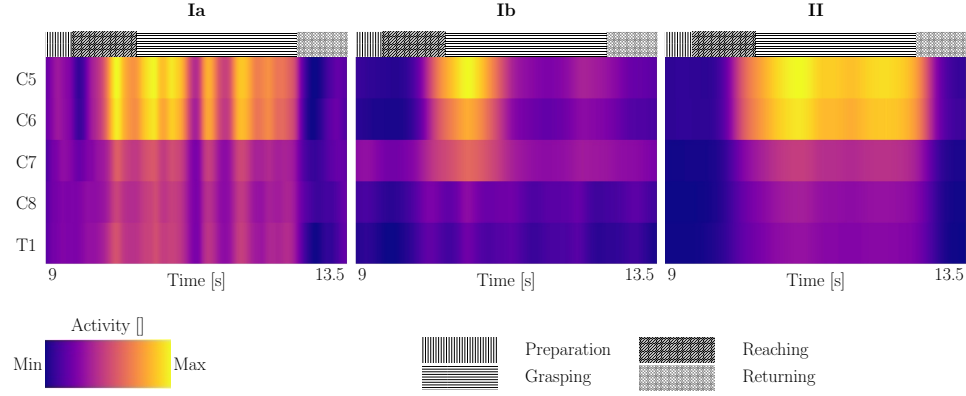 Ia Ib II
C5
C6
C7
C8
T1
9 13.5 9 13.5 9 13.5
Time [s] Time [s] Time [s]
Activity []
Min Max
Preparation Reaching
Grasping Returning